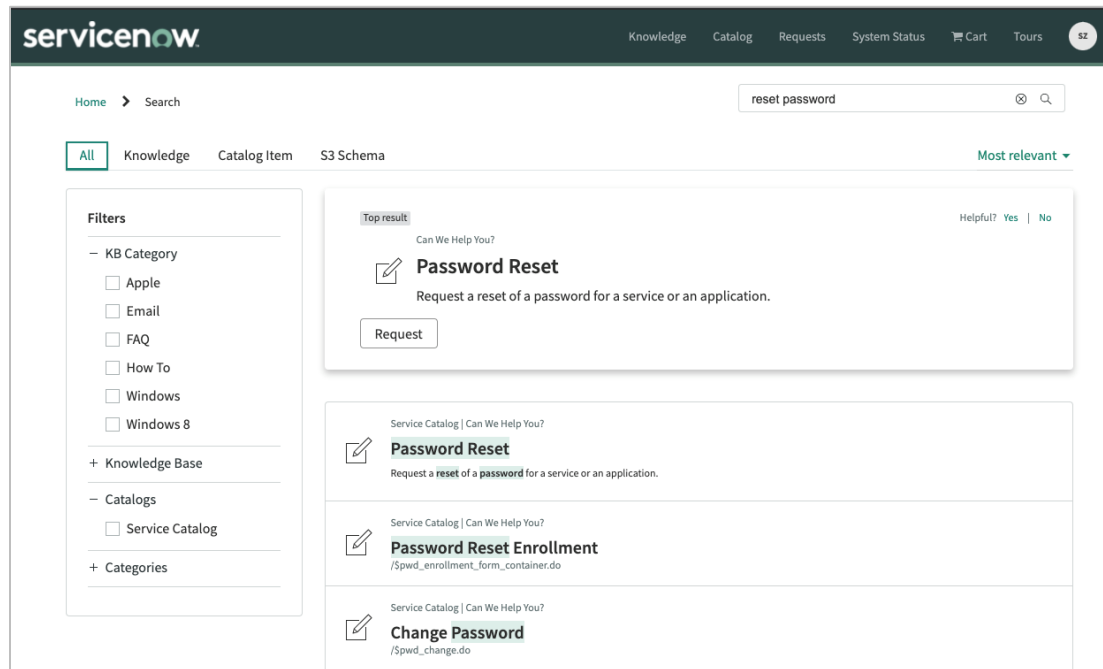 servicenow
Knowledge Catalog Requests System Status Cart Tours SZ
Home Search
reset password
All Knowledge Catalog Item S3 Schema
Most relevant
Filters
KB Category
Apple
Email
FAQ
How To
Windows
Windows 8
Knowledge Base
Catalogs
Service Catalog
Categories
Top result
Helpful? Yes | No
Can We Help You?
Password Reset
Request a reset of a password for a service or an application.
Request
Service Catalog | Can We Help You?
Password Reset
Request a reset of a password for a service or an application.
Service Catalog | Can We Help You?
Password Reset Enrollment
/$pwd_enrollment_form_container.do
Service Catalog | Can We Help You?
Change Password
/$pwd_change.do